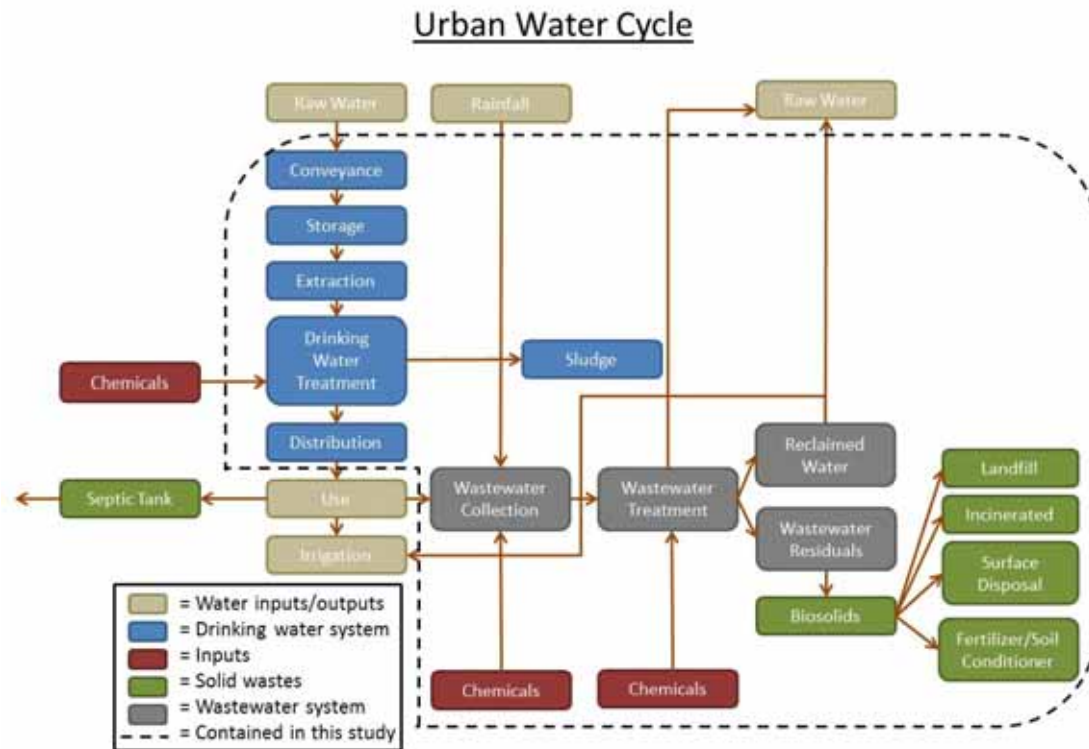 Urban Water Cycle
Raw Water
Rainfall
Raw Water
Conveyance
Storage
Extraction
Drinking
Water
Treatment
Sludge
Chemicals
Distribution
Reclaimed
Water
Landfill
Septic Tank
Use
Wastewater
Collection
Wastewater
Treatment
Incinerated
Irrigation
Wastewater
Residuals
Surface
Disposal
Biosolids
Fertilizer/Soil
Conditioner
Chemicals
Chemicals
= Water inputs/outputs
= Drinking water system
= Inputs
= Solid wastes
= Wastewater system
= Contained in this study